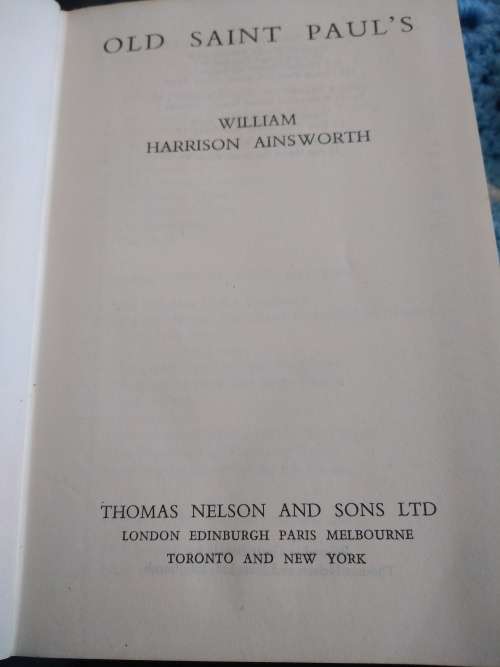 OLD SAINT PAUL'S
WILLIAM
HARRISON AINSWORTH
THOMAS NELSON AND SONS LTD
LONDON EDINBURGH PARIS MELBOURNE
TORONTO AND NEW YORK